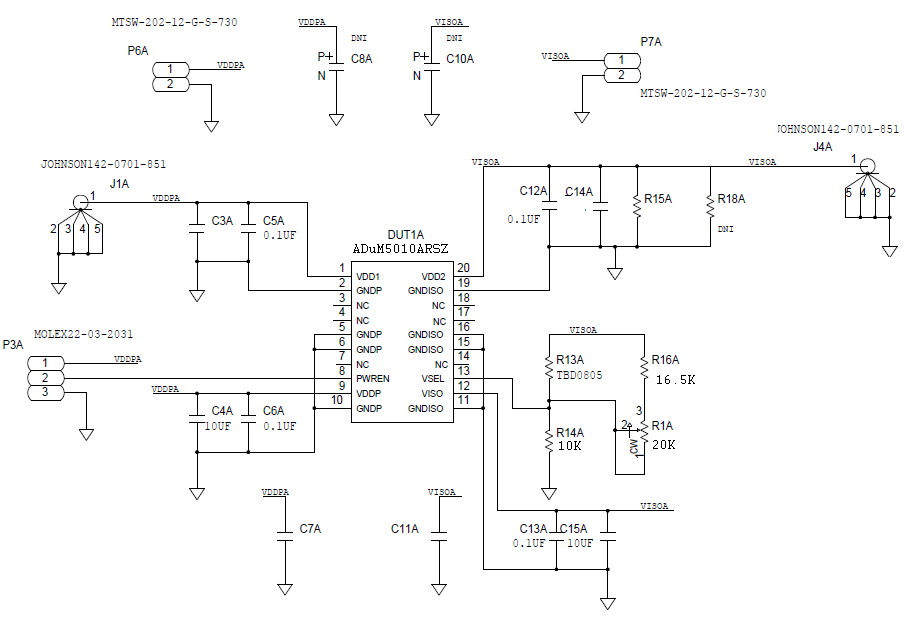 MTSW-202-12-G-S-730
P6A
1
2
VDDPA
VDDPA
DNI
P+
N
C8A
VISOA
DNI
P+
N
C10A
VISOA
P7A
1
2
MTSW-202-12-G-S-730
JOHNSON142-0701-851
J1A
1
2 3 4 5
VDDPA
C3A
C5A
0.1UF
JOHNSON142-0701-851
J4A
1
5 4 3 2
VISOA
VISOA
C12A
0.1UF
C14A
R15A
R18A
DNI
DUT1A
ADuM5010ARSZ
1 VDD1
2 GNDP
3 NC
4 NC
5 GNDP
6 GNDP
7 NC
8 PWREN
9 VDDP
10 GNDP
VDD2 20
GNDISO 19
NC 18
NC 17
GNDISO 16
GNDISO 15
NC 14
VSEL 13
VISO 12
GNDISO 11
MOLEX22-03-2031
P3A
1
2
3
VDDPA
VDDPA
C4A
10UF
C6A
0.1UF
VISOA
R13A
TBD0805
R16A
16.5K
R14A
10K
3
2
1
CW
R1A
20K
VDDPA
C7A
VISOA
C11A
VISOA
C13A
0.1UF
C15A
10UF